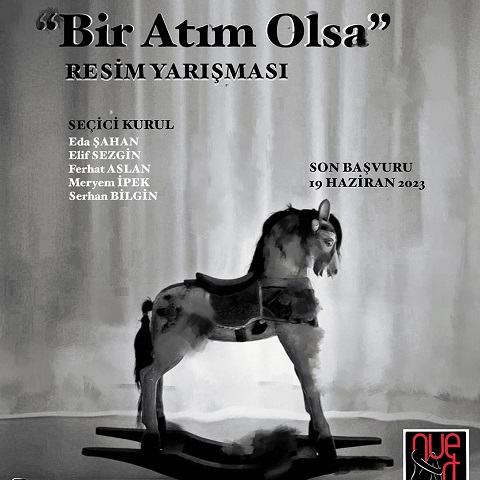 “Bir Atım Olsa”
RESİM YARIŞMASI
SEÇİCİ KURUL
Eda ŞAHAN
Elif SEZGİN
Ferhat ASLAN
Meryem İPEK
Serhan BİLGİN
SON BAŞVURU
19 HAZİRAN 2023